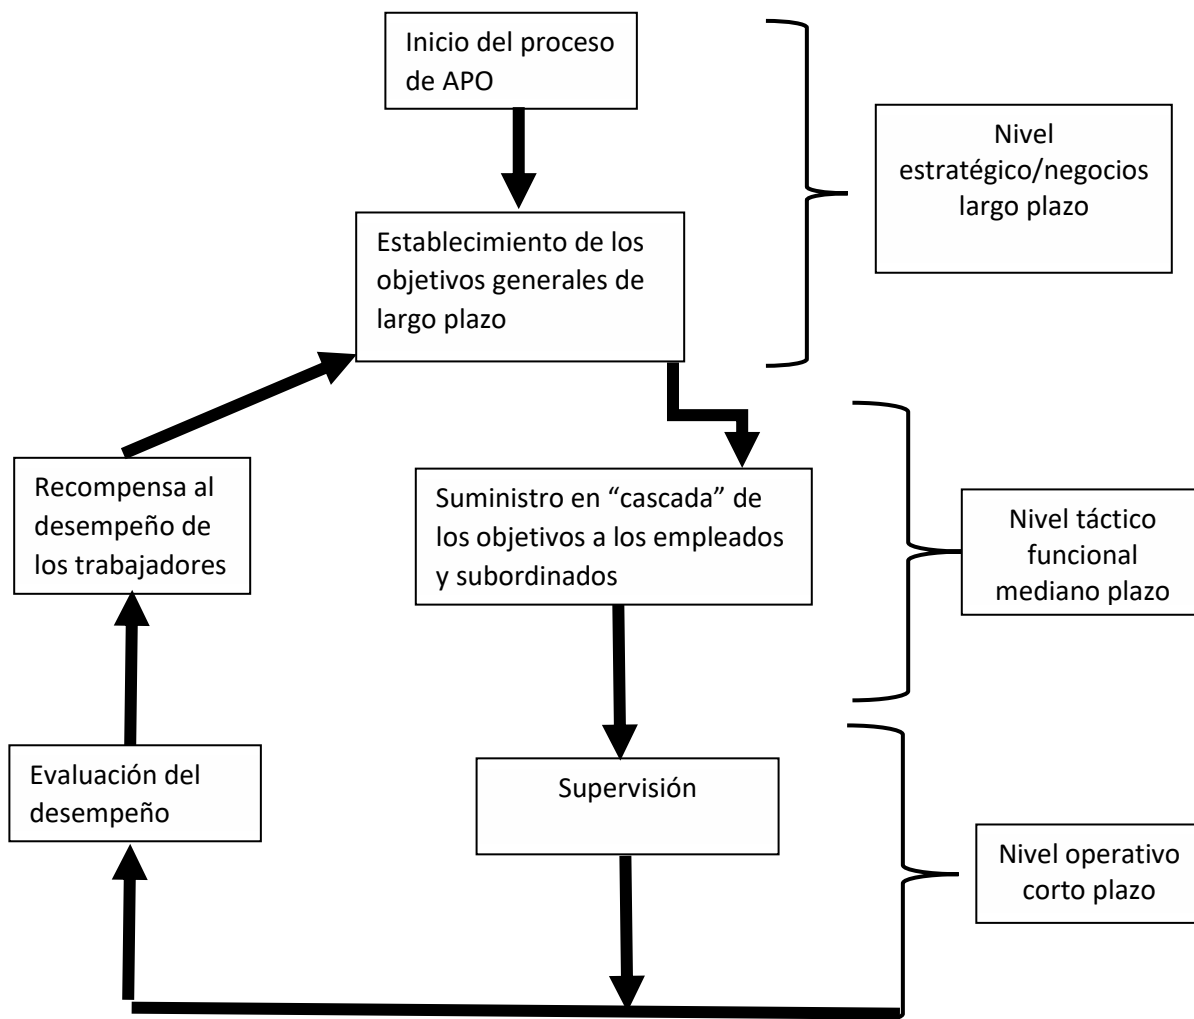 Inicio del proceso
de APO
Nivel
estratégico/negocios
largo plazo
Establecimiento de los
objetivos generales de
largo plazo
Recompensa al
desempeño de
los trabajadores
Suministro en “cascada” de
los objetivos a los empleados
y subordinados
Nivel táctico
funcional
mediano plazo
Evaluación del
desempeño
Supervisión
Nivel operativo
corto plazo